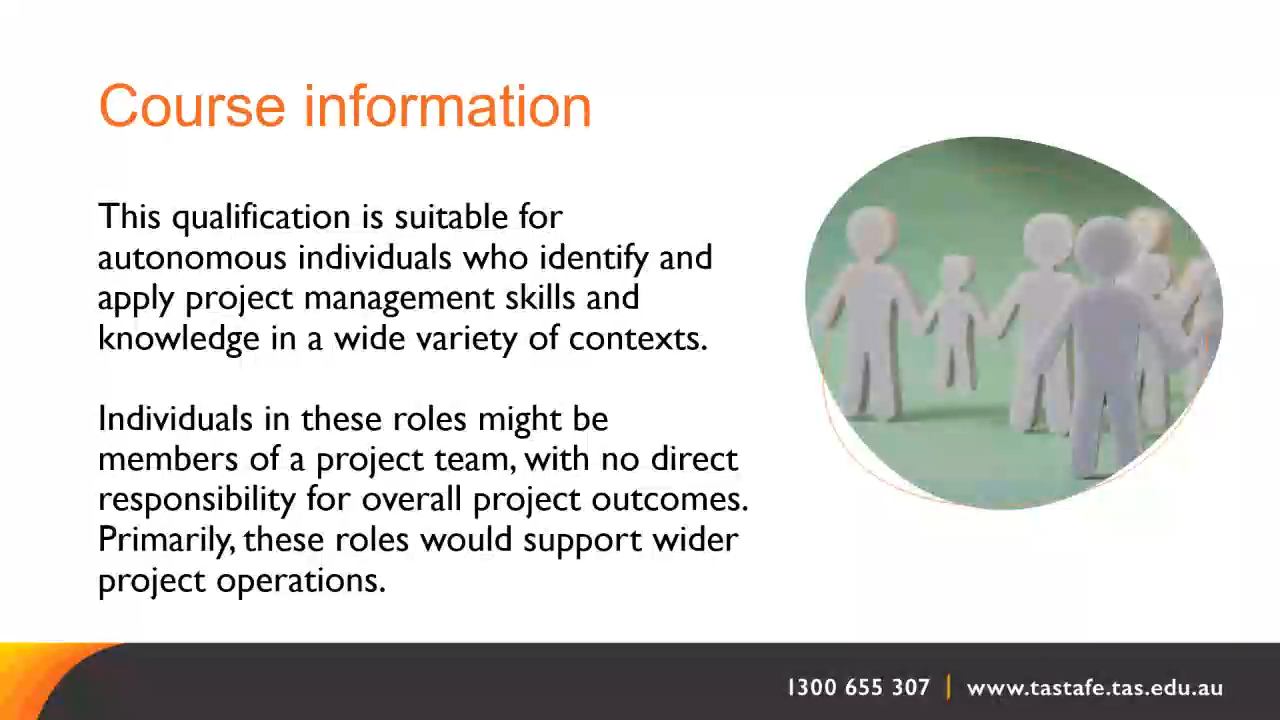 Course information
This qualification is suitable for
autonomous individuals who identify and
apply project management skills and
knowledge in a wide variety of contexts.
Individuals in these roles might be
members of a project team, with no direct
responsibility for overall project outcomes.
Primarily, these roles would support wider
project operations.
1300 655 307 | www.tastafe.tas.edu.au